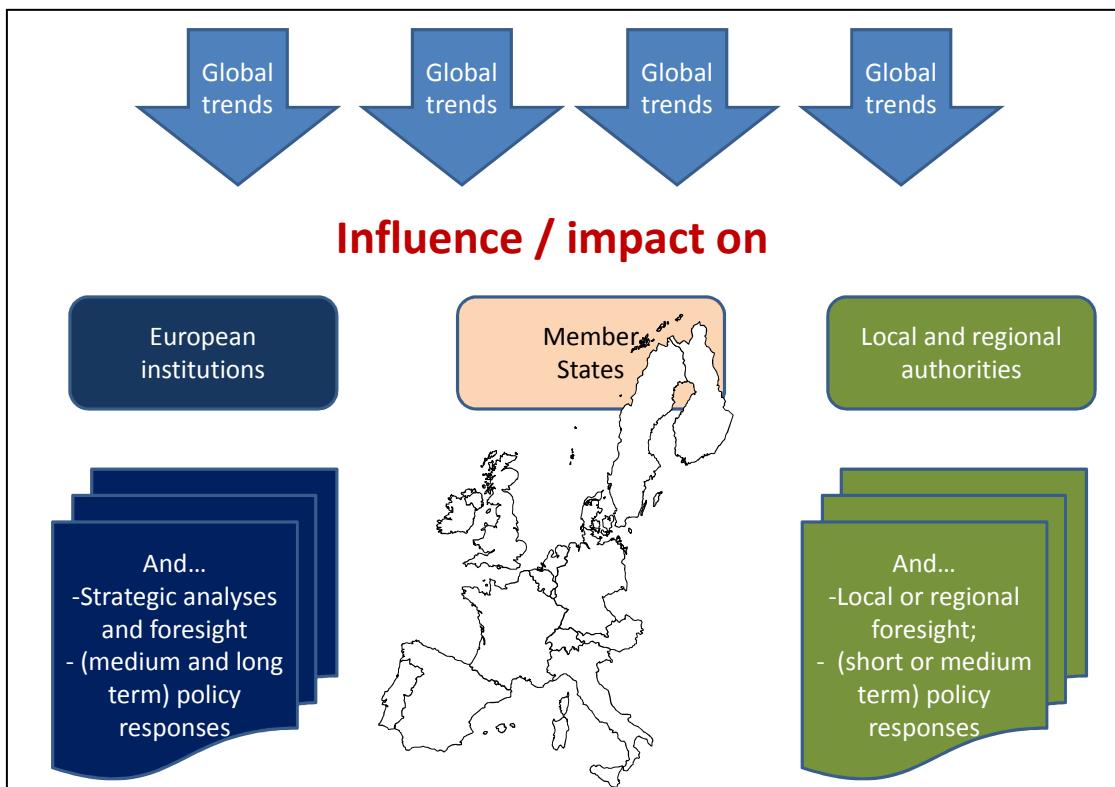 Global
trends
Global
trends
Global
trends
Global
trends
Influence / impact on
European
institutions
Member
States
Local and regional
authorities
And...
-Strategic analyses
and foresight
- (medium and long
term) policy
responses
And...
-Local or regional
foresight;
- (short or medium
term) policy
responses